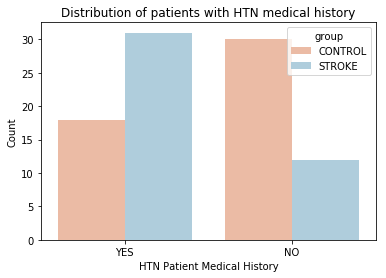 Distribution of patients with HTN medical history
group
CONTROL
STROKE
Count
30
25
20
15
10
5
0
YES
NO
HTN Patient Medical History